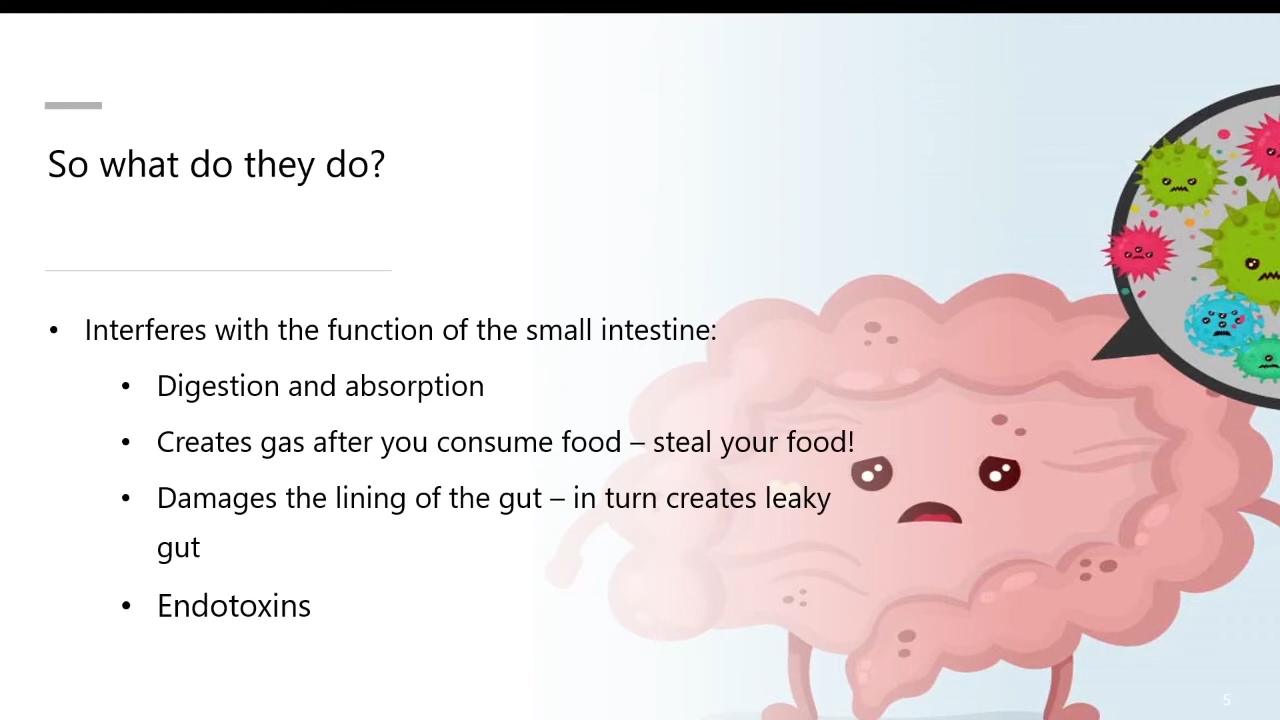 So what do they do?
• Interferes with the function of the small intestine:
• Digestion and absorption
• Creates gas after you consume food – steal your food!
• Damages the lining of the gut – in turn creates leaky
gut
• Endotoxins
5